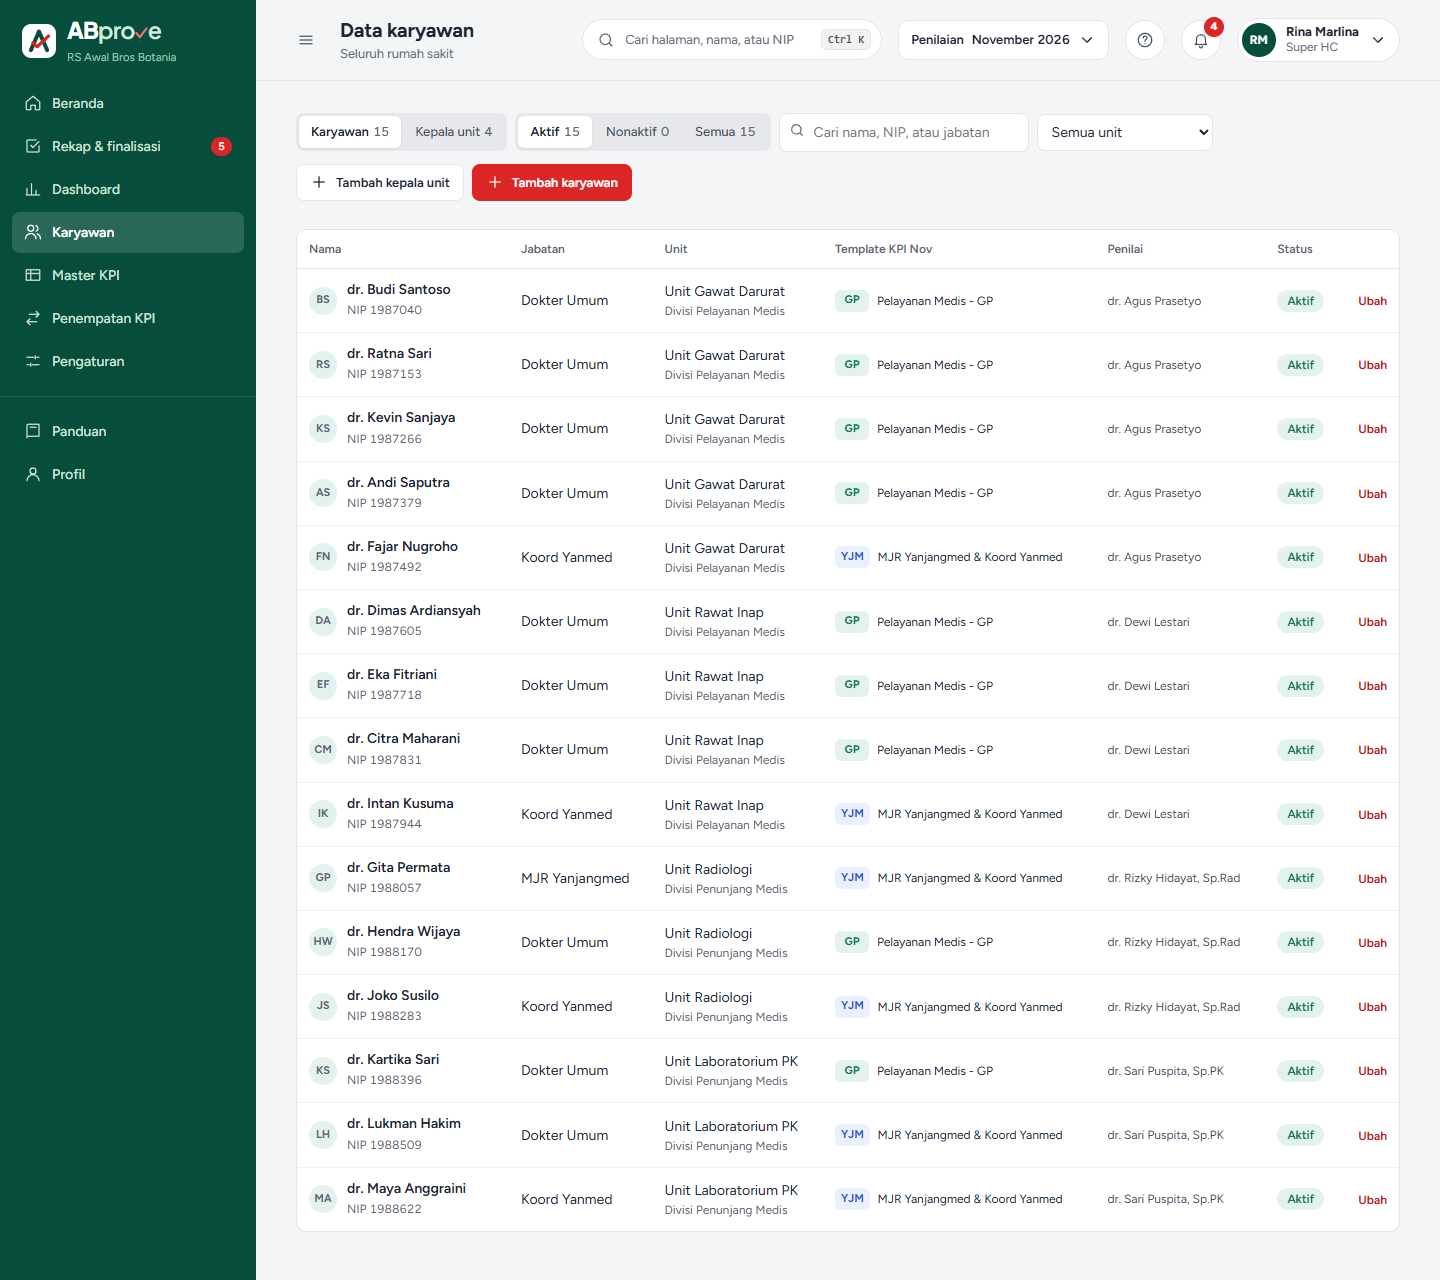 ABprove
RS Awal Bros Botania
Beranda
Rekap & finalisasi 5
Dashboard
Karyawan
Master KPI
Penempatan KPI
Pengaturan
Panduan
Profil
Data karyawan
Seluruh rumah sakit
Cari halaman, nama, atau NIP Ctrl K
Penilaian November 2026
4
RM
Rina Marlina
Super HC
Karyawan 15 Kepala unit 4
Aktif 15 Nonaktif 0 Semua 15
Cari nama, NIP, atau jabatan
Semua unit
Tambah kepala unit
Tambah karyawan
Nama Jabatan Unit Template KPI Nov Penilai Status
BS dr. Budi Santoso Dokter Umum Unit Gawat Darurat GP Pelayanan Medis - GP dr. Agus Prasetyo Aktif Ubah
NIP 1987040 Divisi Pelayanan Medis
RS dr. Ratna Sari Dokter Umum Unit Gawat Darurat GP Pelayanan Medis - GP dr. Agus Prasetyo Aktif Ubah
NIP 1987153 Divisi Pelayanan Medis
KS dr. Kevin Sanjaya Dokter Umum Unit Gawat Darurat GP Pelayanan Medis - GP dr. Agus Prasetyo Aktif Ubah
NIP 1987266 Divisi Pelayanan Medis
AS dr. Andi Saputra Dokter Umum Unit Gawat Darurat GP Pelayanan Medis - GP dr. Agus Prasetyo Aktif Ubah
NIP 1987379 Divisi Pelayanan Medis
FN dr. Fajar Nugroho Koord Yanmed Unit Gawat Darurat YJM MJR Yanjangmed & Koord Yanmed dr. Agus Prasetyo Aktif Ubah
NIP 1987492 Divisi Pelayanan Medis
DA dr. Dimas Ardiansyah Dokter Umum Unit Rawat Inap GP Pelayanan Medis - GP dr. Dewi Lestari Aktif Ubah
NIP 1987605 Divisi Pelayanan Medis
EF dr. Eka Fitriani Dokter Umum Unit Rawat Inap GP Pelayanan Medis - GP dr. Dewi Lestari Aktif Ubah
NIP 1987718 Divisi Pelayanan Medis
CM dr. Citra Maharani Dokter Umum Unit Rawat Inap GP Pelayanan Medis - GP dr. Dewi Lestari Aktif Ubah
NIP 1987831 Divisi Pelayanan Medis
IK dr. Intan Kusuma Koord Yanmed Unit Rawat Inap YJM MJR Yanjangmed & Koord Yanmed dr. Dewi Lestari Aktif Ubah
NIP 1987944 Divisi Pelayanan Medis
GP dr. Gita Permata MJR Yanjangmed Unit Radiologi YJM MJR Yanjangmed & Koord Yanmed dr. Rizky Hidayat, Sp.Rad Aktif Ubah
NIP 1988057 Divisi Penunjang Medis
HW dr. Hendra Wijaya Dokter Umum Unit Radiologi GP Pelayanan Medis - GP dr. Rizky Hidayat, Sp.Rad Aktif Ubah
NIP 1988170 Divisi Penunjang Medis
JS dr. Joko Susilo Koord Yanmed Unit Radiologi YJM MJR Yanjangmed & Koord Yanmed dr. Rizky Hidayat, Sp.Rad Aktif Ubah
NIP 1988283 Divisi Penunjang Medis
KS dr. Kartika Sari Dokter Umum Unit Laboratorium PK GP Pelayanan Medis - GP dr. Sari Puspita, Sp.PK Aktif Ubah
NIP 1988396 Divisi Penunjang Medis
LH dr. Lukman Hakim Dokter Umum Unit Laboratorium PK YJM MJR Yanjangmed & Koord Yanmed dr. Sari Puspita, Sp.PK Aktif Ubah
NIP 1988509 Divisi Penunjang Medis
MA dr. Maya Anggraini Koord Yanmed Unit Laboratorium PK YJM MJR Yanjangmed & Koord Yanmed dr. Sari Puspita, Sp.PK Aktif Ubah
NIP 1988622 Divisi Penunjang Medis